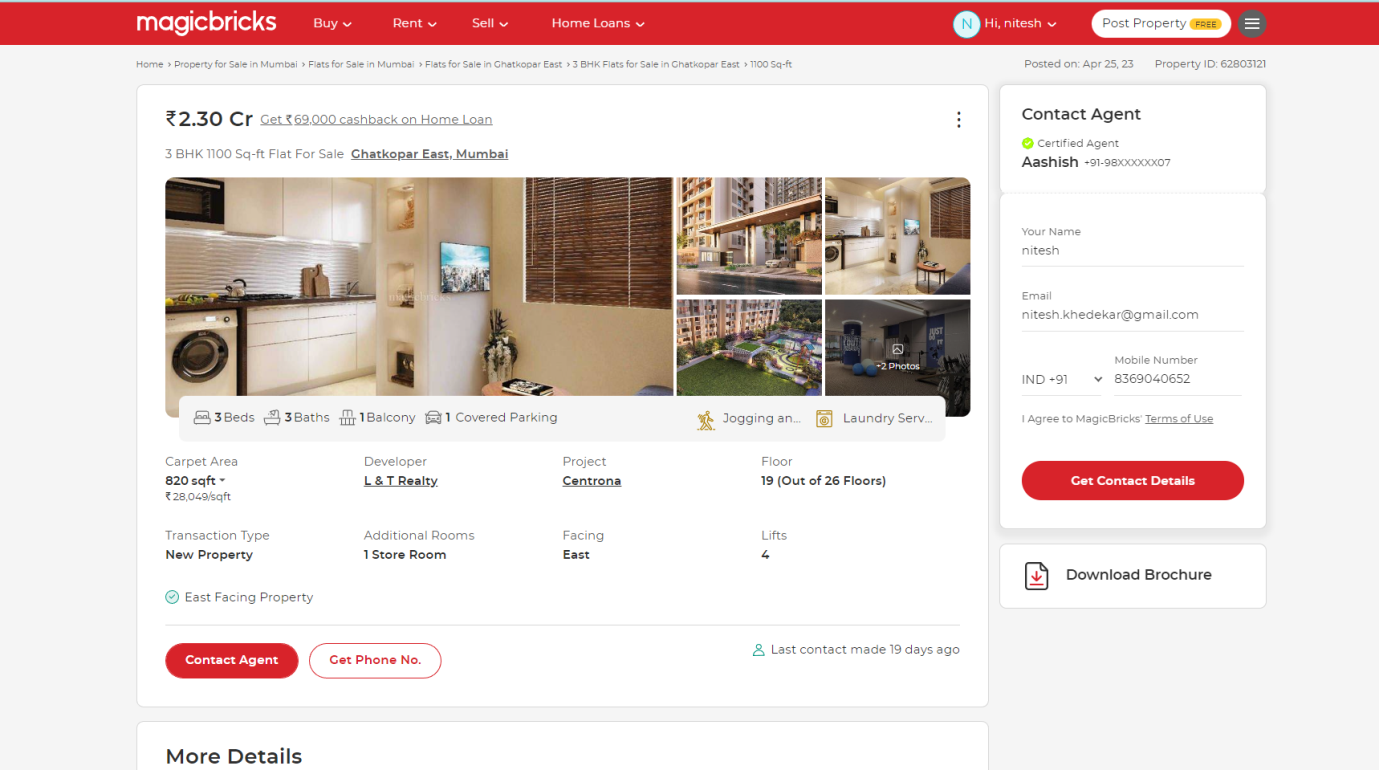 magicbricks
Buy
Rent
Sell
Home Loans
N
Hi, nitesh
Post Property FREE
Home › Property for Sale in Mumbai › Flats for Sale in Mumbai › Flats for Sale in Ghatkopar East › 3 BHK Flats for Sale in Ghatkopar East › 1100 Sq-ft
Posted on: Apr 25, 23 Property ID: 62803121
₹2.30 Cr Get ₹69,000 cashback on Home Loan
3 BHK 1100 Sq-ft Flat For Sale Ghatkopar East, Mumbai
magicbricks
JUST
+2 Photos
3 Beds 3 Baths 1 Balcony 1 Covered Parking
Jogging an... Laundry Serv...
Carpet Area
820 sqft
₹28,049/sqft
Developer
L & T Realty
Project
Centrona
Floor
19 (Out of 26 Floors)
Transaction Type
New Property
Additional Rooms
1 Store Room
Facing
East
Lifts
4
East Facing Property
Contact Agent
Get Phone No.
Last contact made 19 days ago
More Details
Contact Agent
Certified Agent
Aashish +91-98XXXXXX07
Your Name
nitesh
Email
nitesh.khedekar@gmail.com
IND +91
Mobile Number
8369040652
I Agree to MagicBricks' Terms of Use
Get Contact Details
Download Brochure